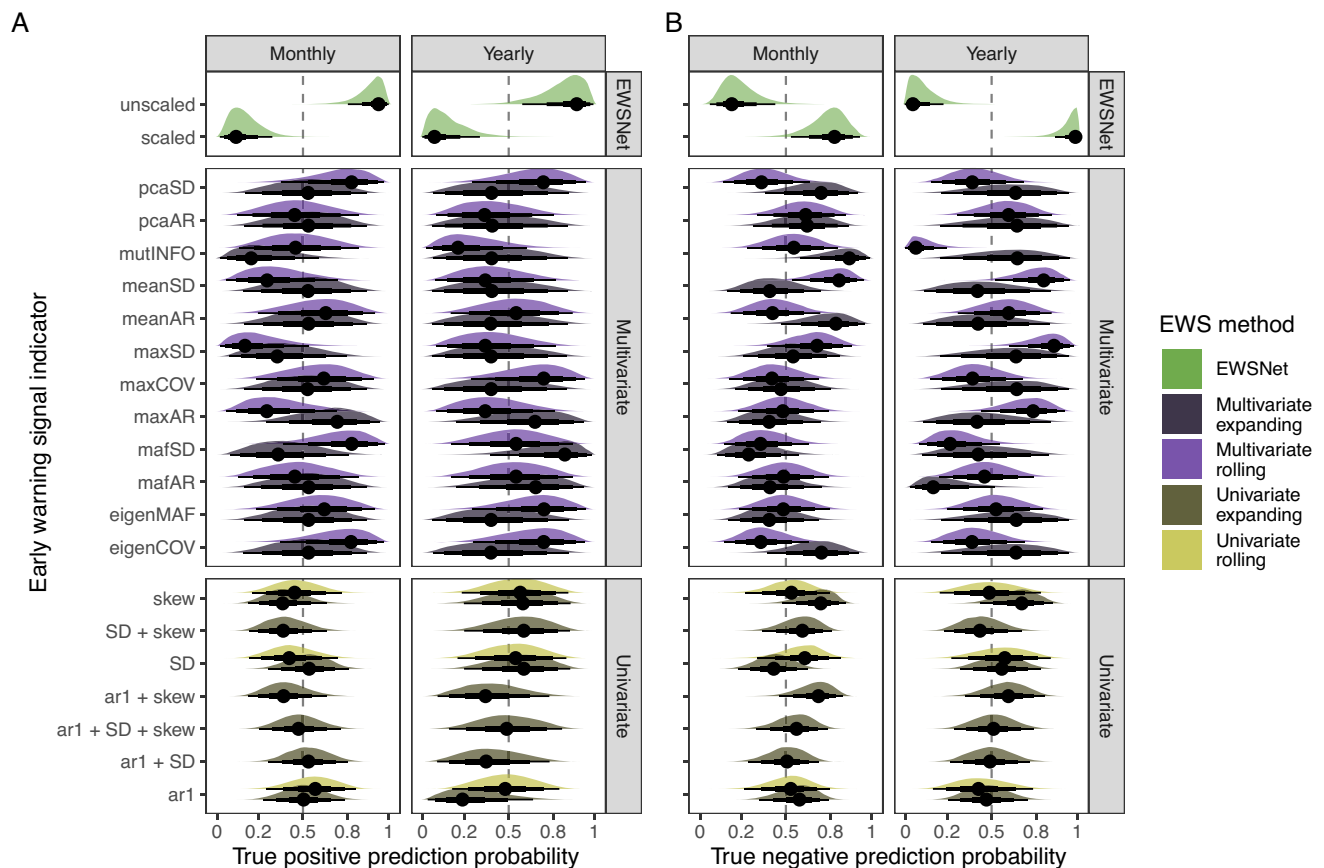 A
B
Monthly
Yearly
Monthly
Yearly
EWSNet
EWSNet
unscaled
scaled
Multivariate
Multivariate
pcaSD
pcaAR
mutINFO
meanSD
meanAR
maxSD
maxCOV
maxAR
mafSD
mafAR
eigenMAF
eigenCOV
Univariate
Univariate
skew
SD + skew
SD
ar1 + skew
ar1 + SD + skew
ar1 + SD
ar1
Early warning signal indicator
0 0.2 0.5 0.8 1
0 0.2 0.5 0.8 1
0 0.2 0.5 0.8 1
0 0.2 0.5 0.8 1
True positive prediction probability
True negative prediction probability
EWS method
EWSNet
Multivariate
expanding
Multivariate
rolling
Univariate
expanding
Univariate
rolling